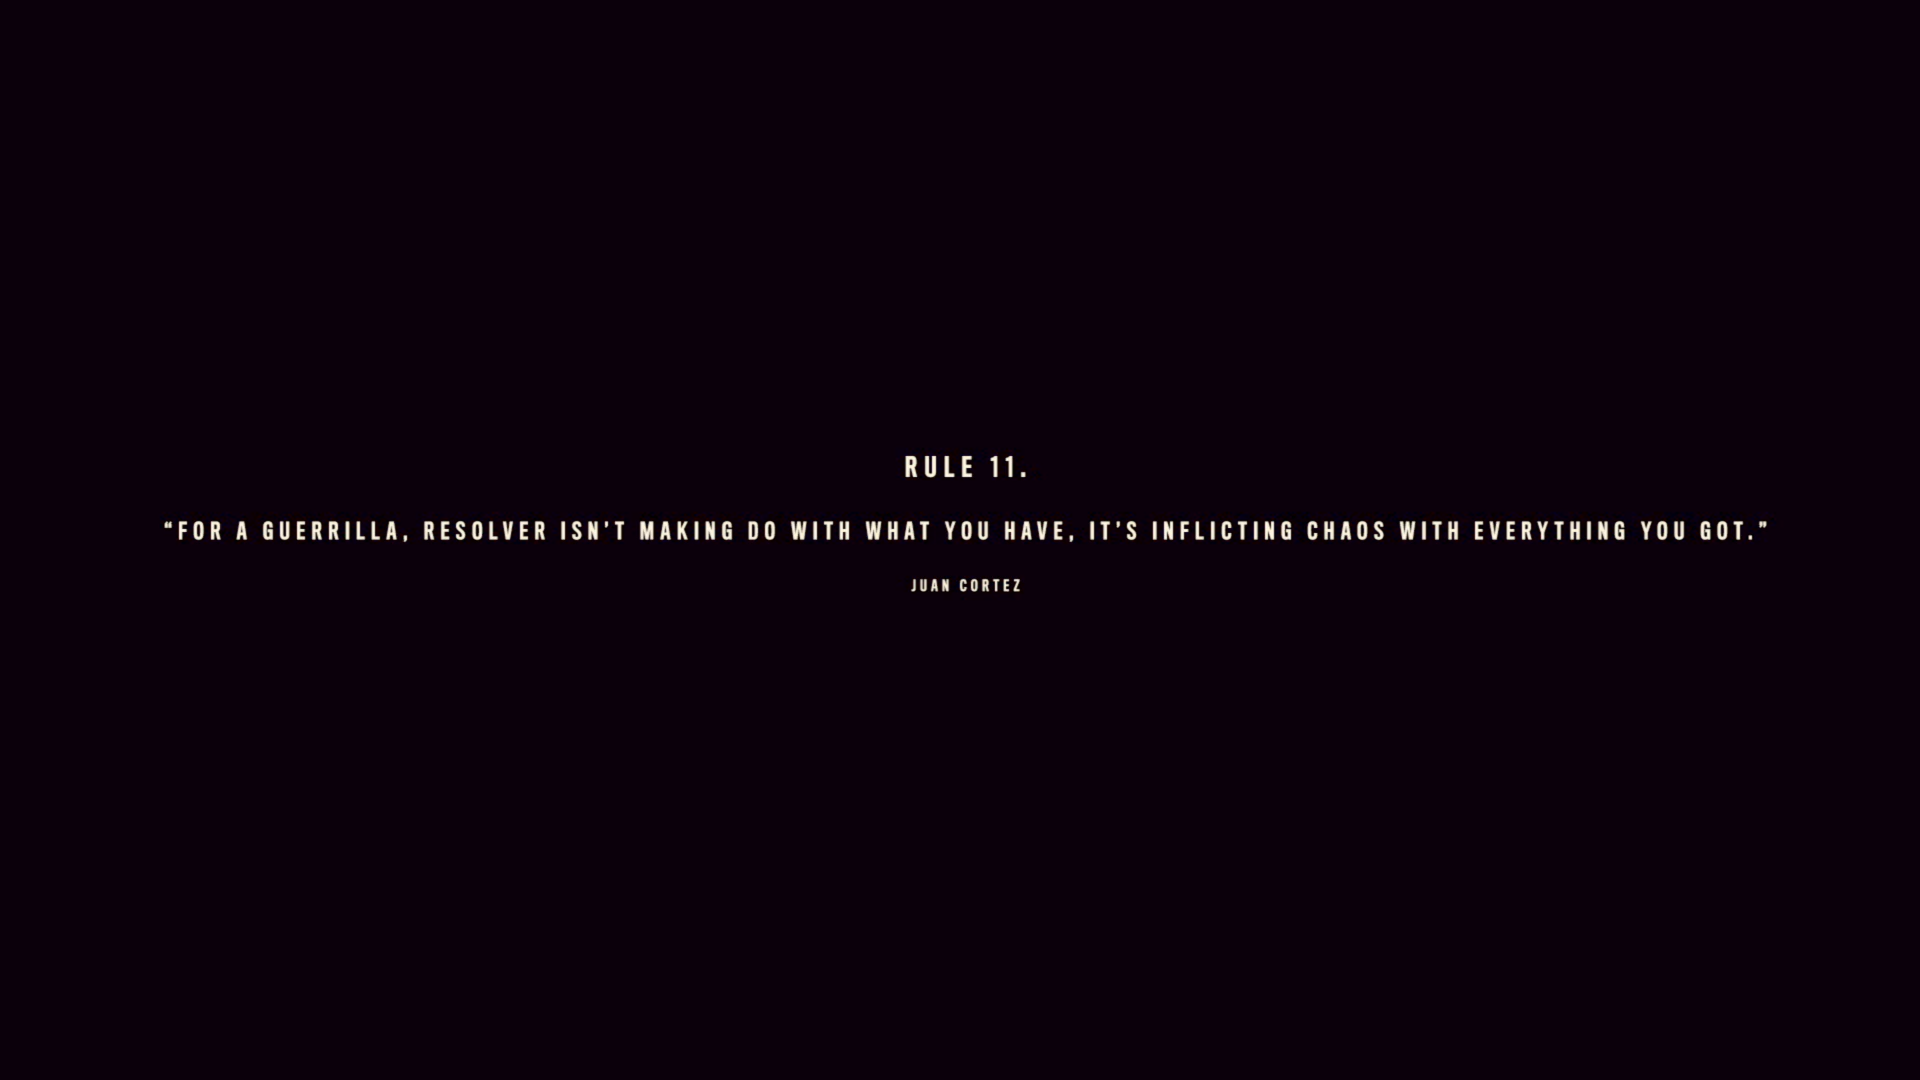 RULE 11.
“FOR A GUERRILLA, RESOLVER ISN’T MAKING DO WITH WHAT YOU HAVE, IT’S INFLICTING CHAOS WITH EVERYTHING YOU GOT.”
JUAN CORTEZ